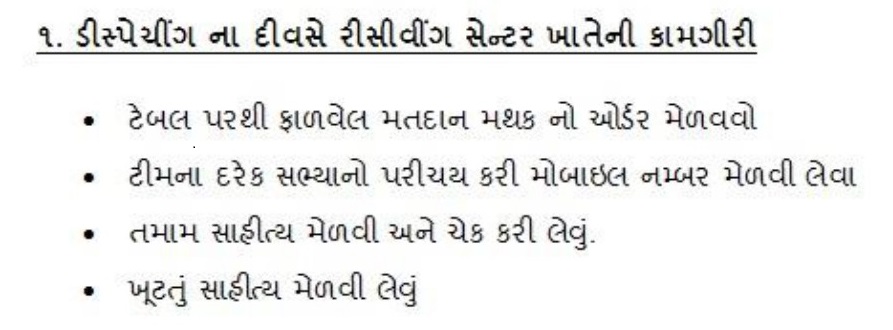 ૧. ડીસ્પેચીંગ ના દીવસે રીસીવીંગ સેન્ટર ખાતેની કામગીરી
• ટેબલ પરથી ફાળવેલ મતદાન મથક નો ઓર્ડર મેળવવો
• ટીમના દરેક સભ્યાનો પરીચય કરી મોબાઇલ નમ્બર મેળવી લેવા
• તમામ સાહીત્ય મેળવી અને ચેક કરી લેવું.
• ખૂટતું સાહીત્ય મેળવી લેવું